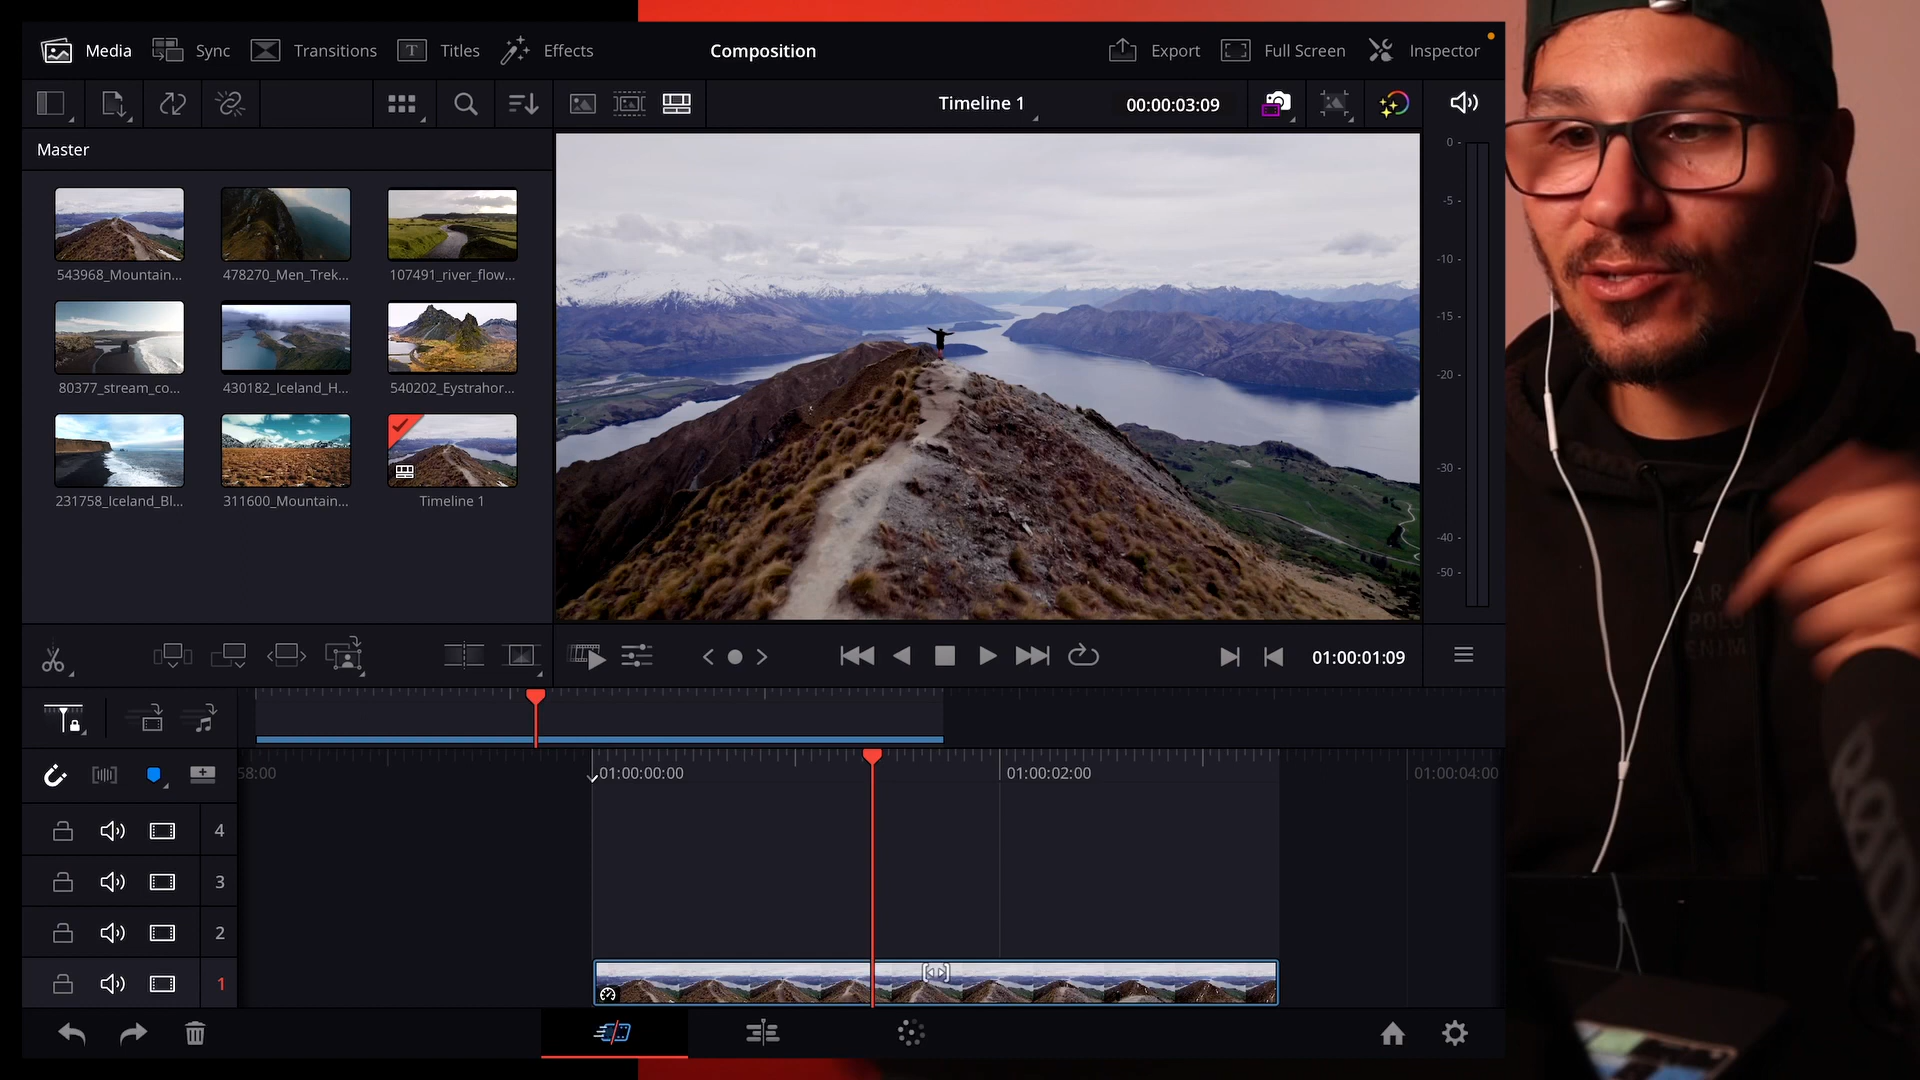 Media Sync Transitions Titles Effects Composition Export Full Screen Inspector
Timeline 1 00:00:03:09
Master
543968_Mountain... 478270_Men_Trek... 107491_river_flow...
80377_stream_co... 430182_Iceland_H... 540202_Eystrahor...
231758_Iceland_Bl... 311600_Mountain... Timeline 1
0
-5
-10
-15
-20
-30
-40
-50
01:00:01:09
58:00 01:00:00:00 01:00:02:00 01:00:04:00
4
3
2
1